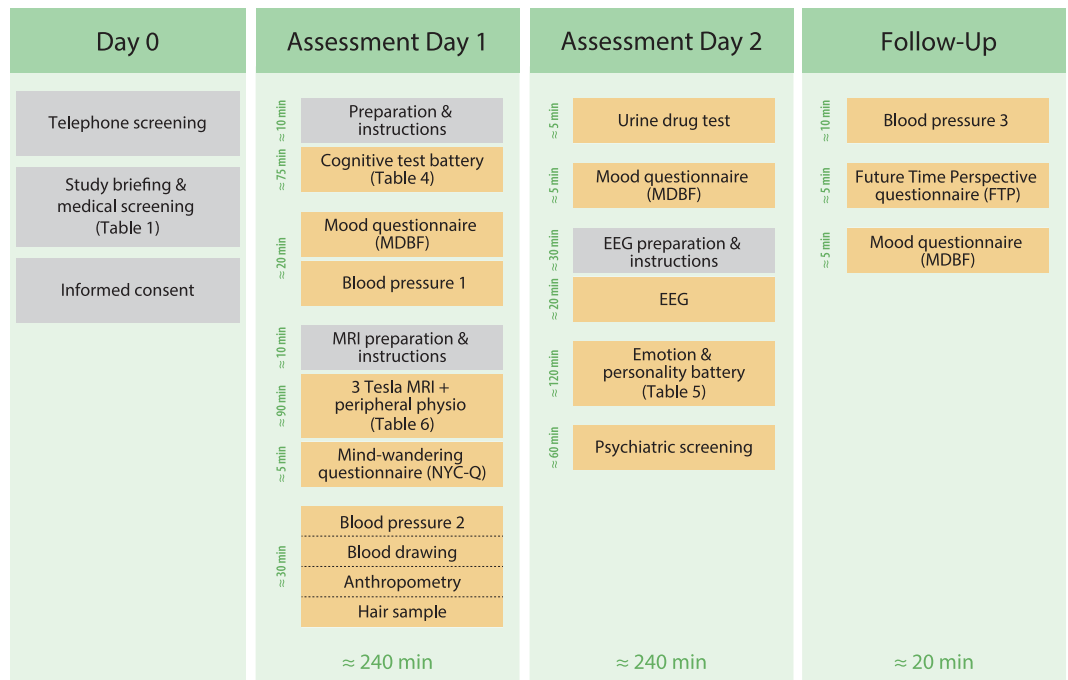 Day 0
Telephone screening
Study briefing &
medical screening
(Table 1)
Informed consent
Assessment Day 1
≈ 10 min
Preparation &
instructions
≈ 75 min
Cognitive test battery
(Table 4)
≈ 20 min
Mood questionnaire
(MDBF)
Blood pressure 1
≈ 10 min
MRI preparation &
instructions
≈ 90 min
3 Tesla MRI +
peripheral physio
(Table 6)
≈ 5 min
Mind-wandering
questionnaire (NYC-Q)
≈ 30 min
Blood pressure 2
Blood drawing
Anthropometry
Hair sample
≈ 240 min
Assessment Day 2
≈ 5 min
Urine drug test
≈ 5 min
Mood questionnaire
(MDBF)
≈ 30 min
EEG preparation &
instructions
≈ 20 min
EEG
≈ 120 min
Emotion &
personality battery
(Table 5)
≈ 60 min
Psychiatric screening
≈ 240 min
Follow-Up
≈ 10 min
Blood pressure 3
≈ 5 min
Future Time Perspective
questionnaire (FTP)
≈ 5 min
Mood questionnaire
(MDBF)
≈ 20 min